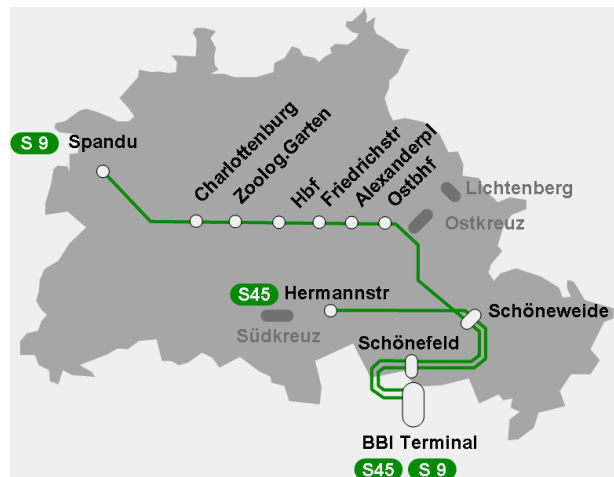 S 9
Spandu
Charlottenburg
Zoolog.Garten
Hbf
Friedrichstr
Alexanderpl
Ostbhf
Lichtenberg
Ostkreuz
S45
Hermannstr
Südkreuz
Schöneweide
Schönefeld
BBI Terminal
S45
S 9